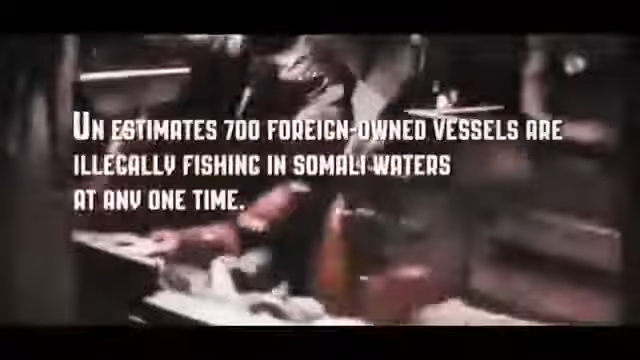 UN ESTIMATES 700 FOREIGN-OWNED VESSELS ARE
ILLEGALLY FISHING IN SOMALI WATERS
AT ANY ONE TIME.